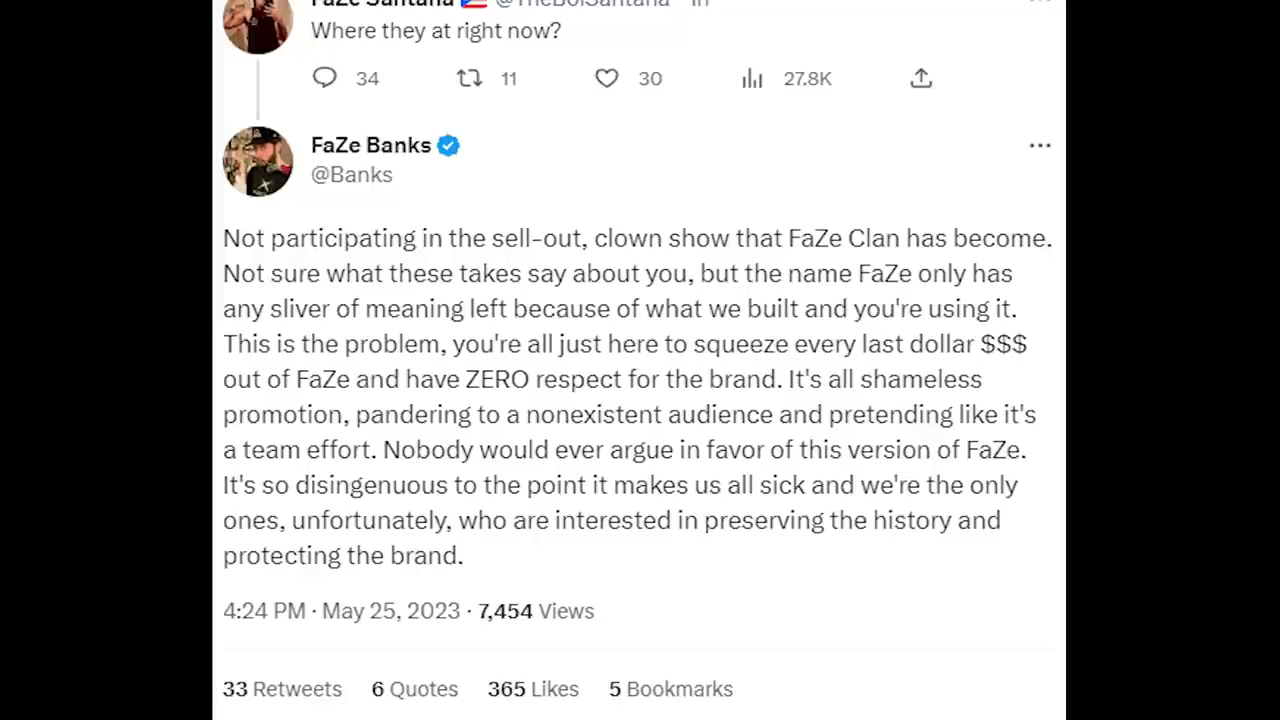 FaZe Santana @TheBoiSantana
Where they at right now?
34 11 30 27.8K
FaZe Banks
@Banks
Not participating in the sell-out, clown show that FaZe Clan has become.
Not sure what these takes say about you, but the name FaZe only has
any sliver of meaning left because of what we built and you're using it.
This is the problem, you're all just here to squeeze every last dollar $$$
out of FaZe and have ZERO respect for the brand. It's all shameless
promotion, pandering to a nonexistent audience and pretending like it's
a team effort. Nobody would ever argue in favor of this version of FaZe.
It's so disingenuous to the point it makes us all sick and we're the only
ones, unfortunately, who are interested in preserving the history and
protecting the brand.
4:24 PM · May 25, 2023 · 7,454 Views
33 Retweets 6 Quotes 365 Likes 5 Bookmarks